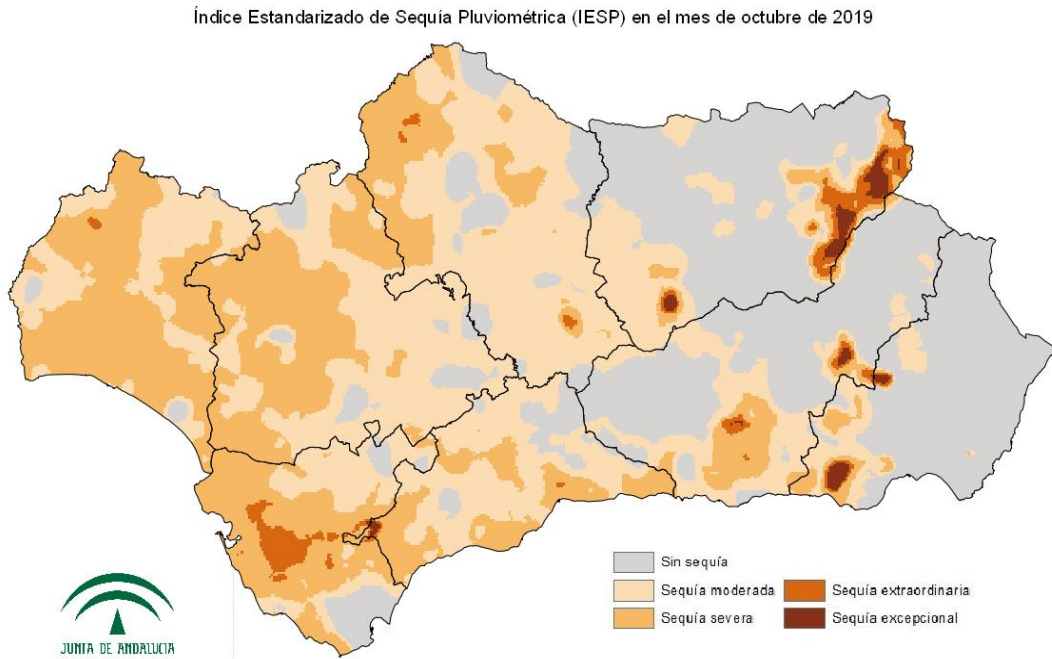 Índice Estandarizado de Sequía Pluviométrica (IESP) en el mes de octubre de 2019
Sin sequía
Sequía moderada
Sequía severa
Sequía extraordinaria
Sequía excepcional
JUNTA DE ANDALUCIA